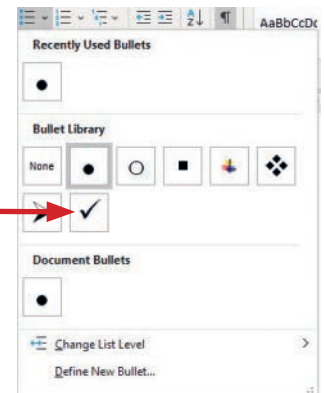 AaBbCcDc
Recently Used Bullets
Bullet Library
None
Document Bullets
Change List Level
Define New Bullet...